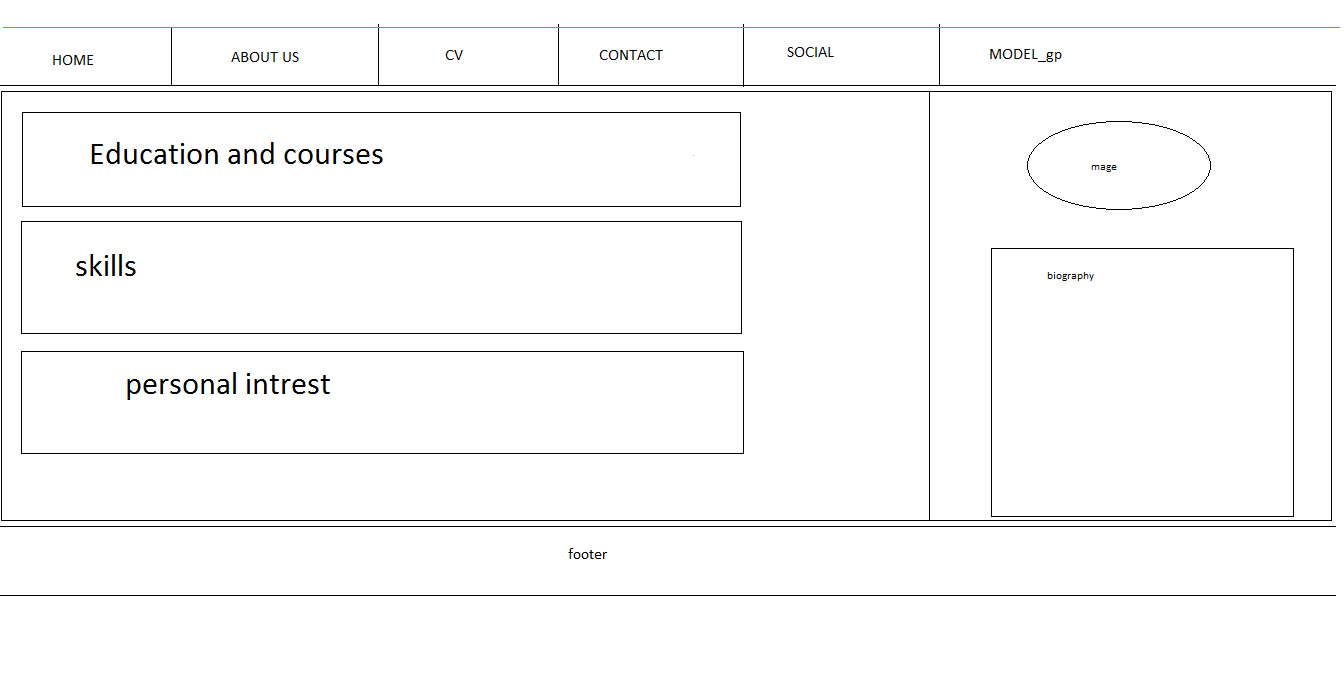 HOME
ABOUT US
CV
CONTACT
SOCIAL
MODEL_gp
Education and courses
skills
personal intrest
mage
biography
footer